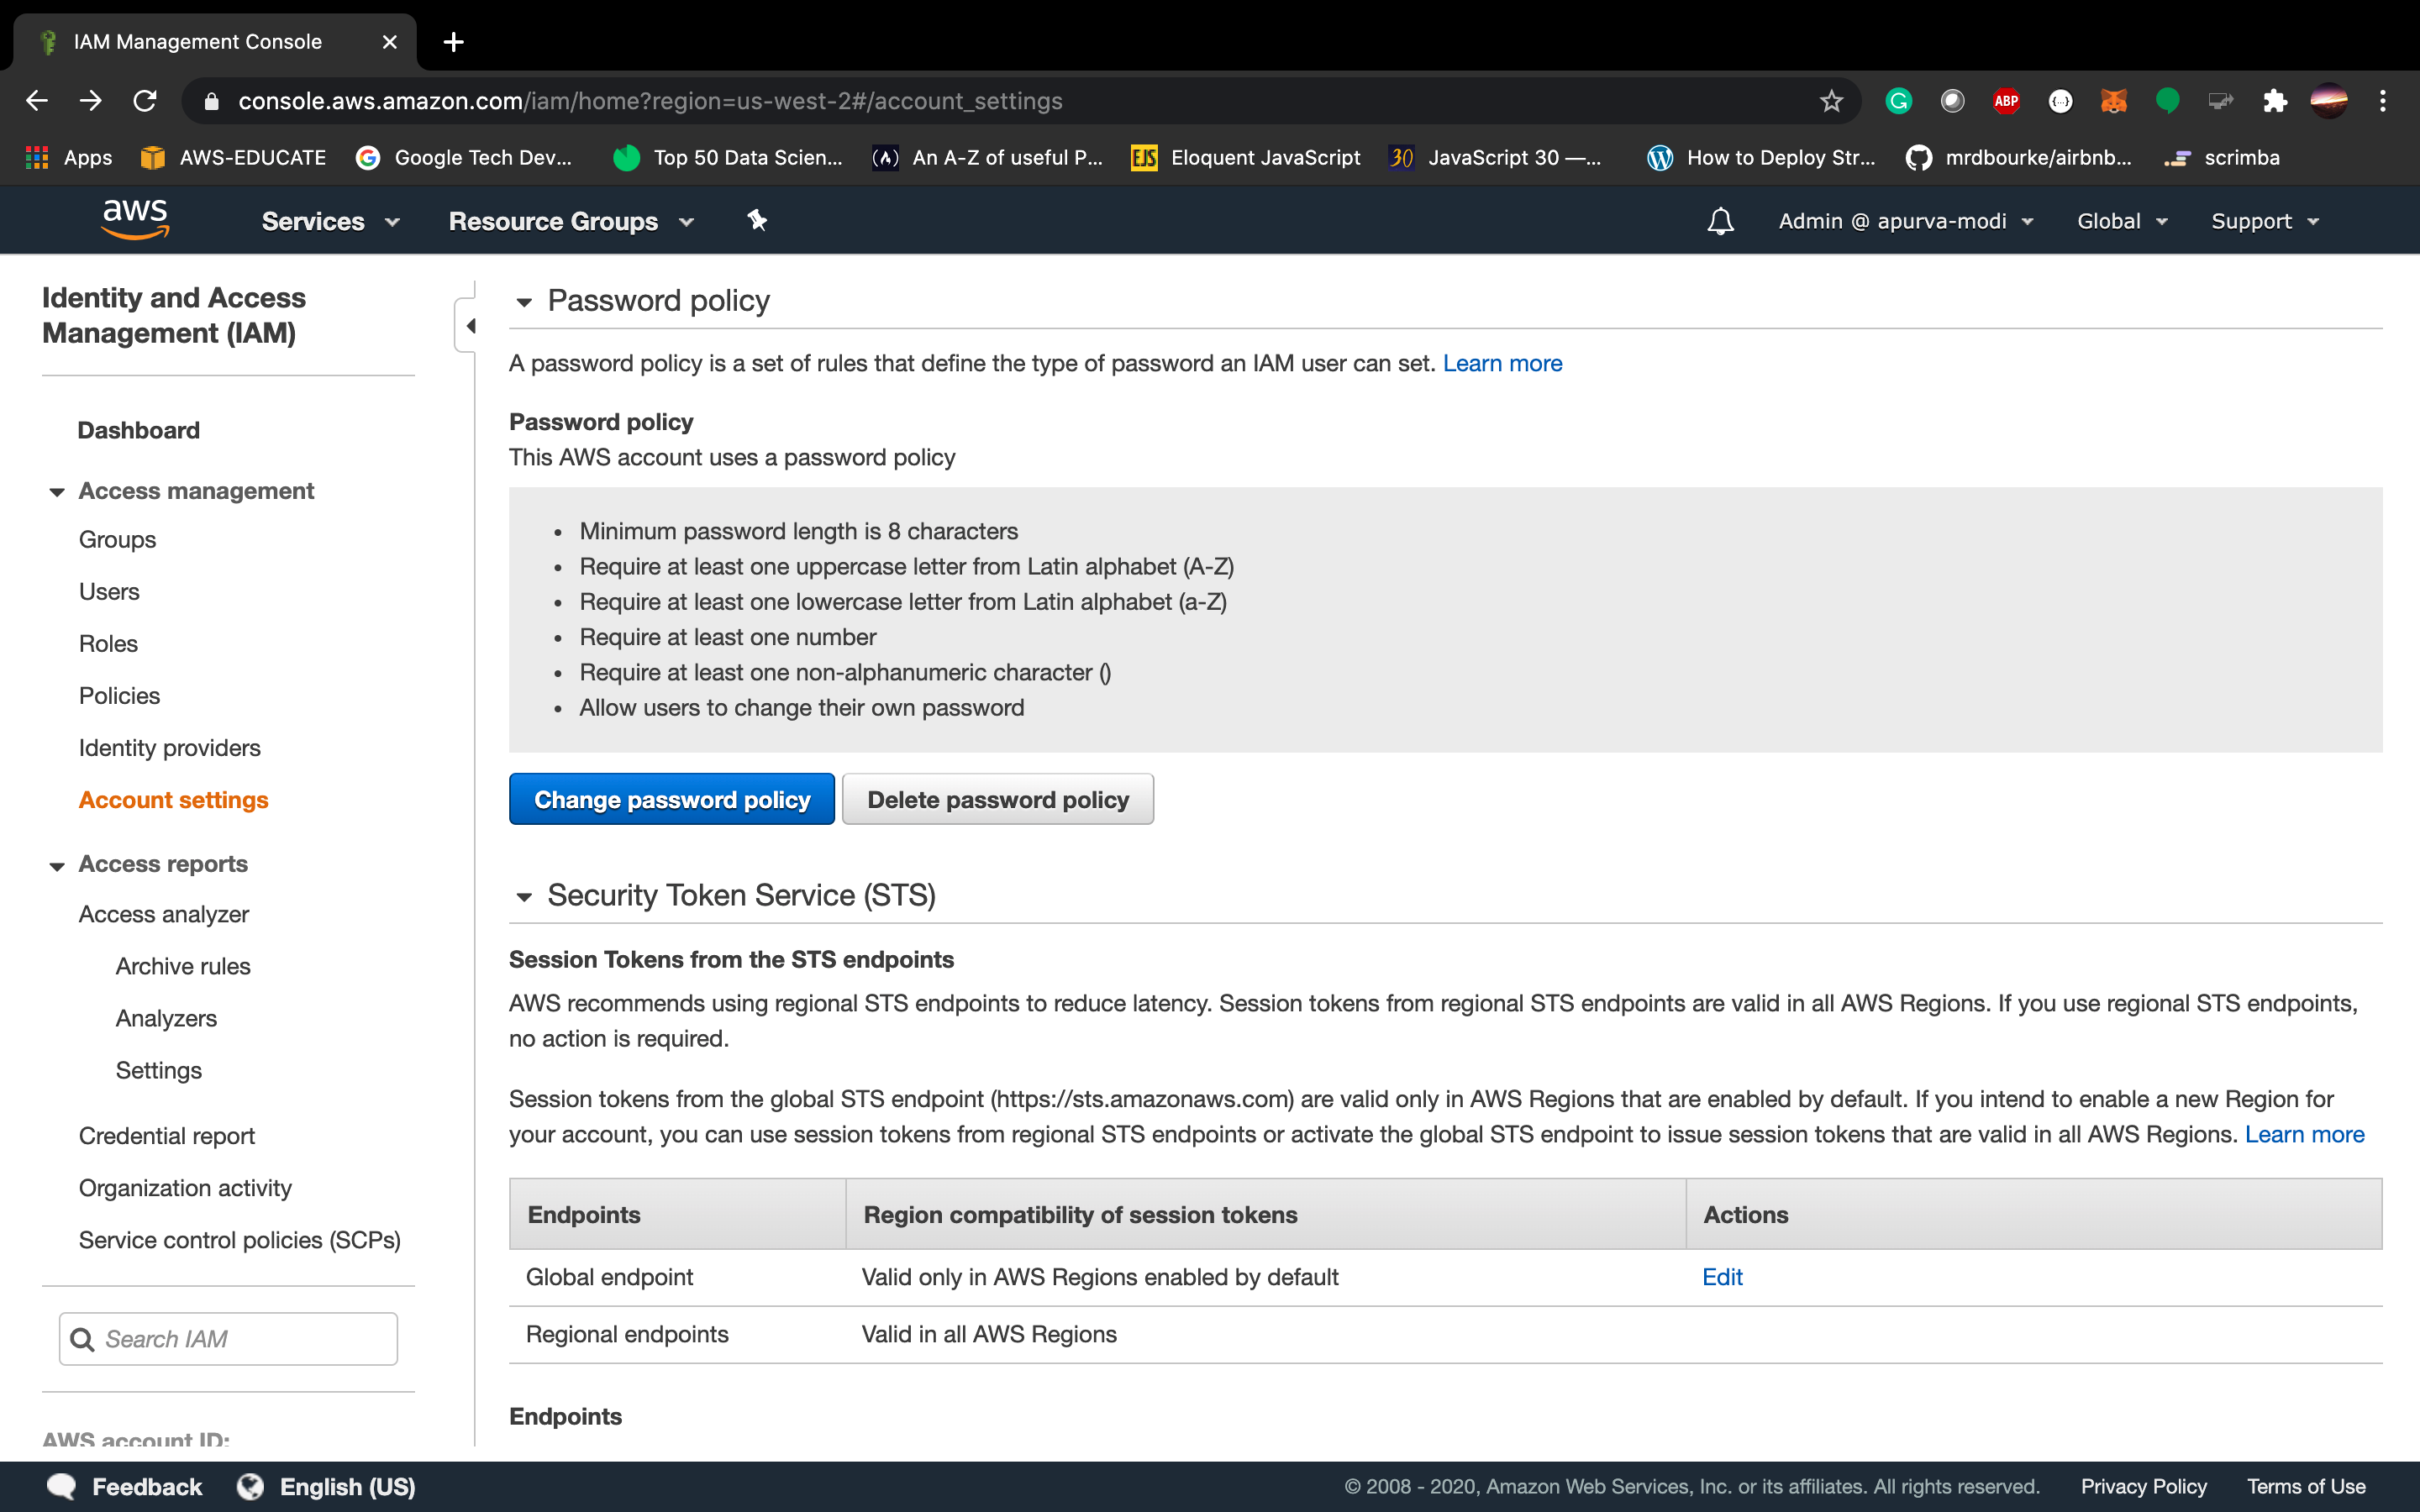 IAM Management Console
console.aws.amazon.com/iam/home?region=us-west-2#/account_settings
ABP
Apps
AWS-EDUCATE
Google Tech Dev...
Top 50 Data Scien...
An A-Z of useful P...
EJS
Eloquent JavaScript
30
JavaScript 30 —...
How to Deploy Str...
mrdbourke/airbnb...
scrimba
aws
Services
Resource Groups
Admin @ apurva-modi
Global
Support
Identity and Access
Management (IAM)
Dashboard
Access management
Groups
Users
Roles
Policies
Identity providers
Account settings
Access reports
Access analyzer
Archive rules
Analyzers
Settings
Credential report
Organization activity
Service control policies (SCPs)
Search IAM
AWS account ID:
Password policy
A password policy is a set of rules that define the type of password an IAM user can set. Learn more
Password policy
This AWS account uses a password policy
• Minimum password length is 8 characters
• Require at least one uppercase letter from Latin alphabet (A-Z)
• Require at least one lowercase letter from Latin alphabet (a-Z)
• Require at least one number
• Require at least one non-alphanumeric character ()
• Allow users to change their own password
Change password policy
Delete password policy
Security Token Service (STS)
Session Tokens from the STS endpoints
AWS recommends using regional STS endpoints to reduce latency. Session tokens from regional STS endpoints are valid in all AWS Regions. If you use regional STS endpoints,
no action is required.
Session tokens from the global STS endpoint (https://sts.amazonaws.com) are valid only in AWS Regions that are enabled by default. If you intend to enable a new Region for
your account, you can use session tokens from regional STS endpoints or activate the global STS endpoint to issue session tokens that are valid in all AWS Regions. Learn more
Endpoints
Region compatibility of session tokens
Actions
Global endpoint
Valid only in AWS Regions enabled by default
Edit
Regional endpoints
Valid in all AWS Regions
Endpoints
Feedback
English (US)
© 2008 - 2020, Amazon Web Services, Inc. or its affiliates. All rights reserved.
Privacy Policy
Terms of Use